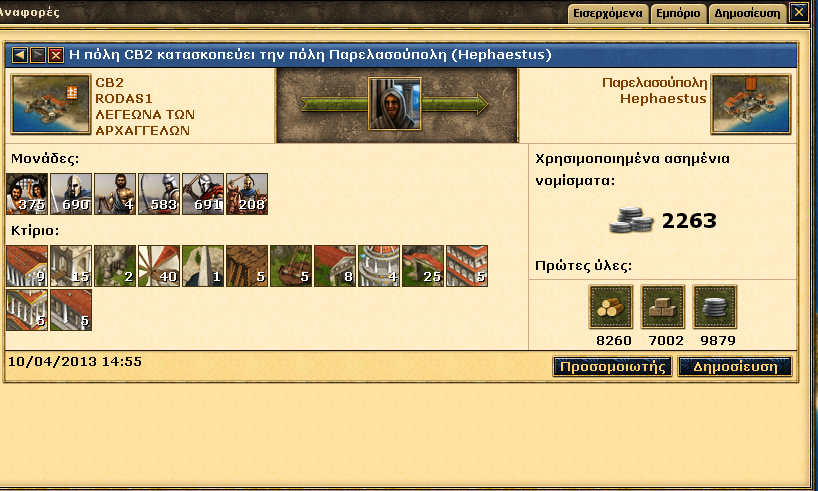 Αναφορές
Εισερχόμενα Εμπόριο Δημοσίευση
Η πόλη CB2 κατασκοπεύει την πόλη Παρελασούπολη (Hephaestus)
CB2
RODAS1
ΛΕΓΕΩΝΑ ΤΩΝ
ΑΡΧΑΓΓΕΛΩΝ
Παρελασούπολη
Hephaestus
Μονάδες:
375 690 4 583 691 208
Κτίριο:
9 15 2 40 1 5 5 8 4 25 5
5 5
Χρησιμοποιημένα ασημένια
νομίσματα:
2263
Πρώτες ύλες:
8260 7002 9879
10/04/2013 14:55
Προσομοιωτής Δημοσίευση